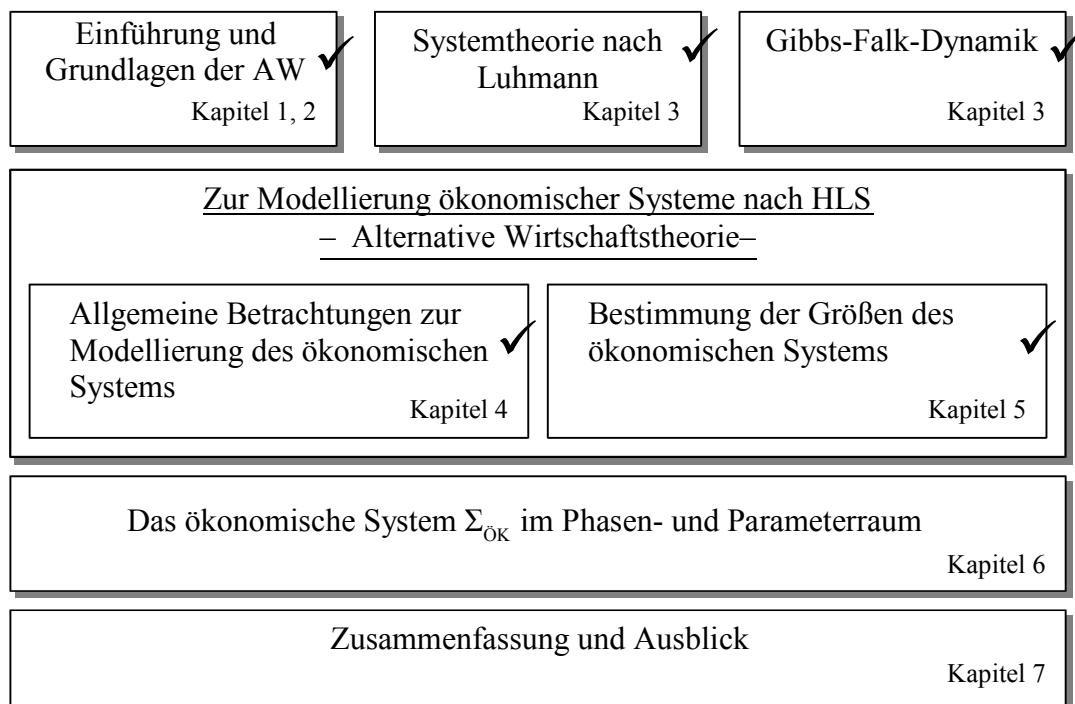 Einführung und
Grundlagen der AW
Kapitel 1, 2
Systemtheorie nach
Luhmann
Kapitel 3
Gibbs-Falk-Dynamik
Kapitel 3
Zur Modellierung ökonomischer Systeme nach HLS
– Alternative Wirtschaftstheorie–
Allgemeine Betrachtungen zur
Modellierung des ökonomischen
Systems
Kapitel 4
Bestimmung der Größen des
ökonomischen Systems
Kapitel 5
Das ökonomische System Σ_ÖK im Phasen- und Parameterraum
Kapitel 6
Zusammenfassung und Ausblick
Kapitel 7